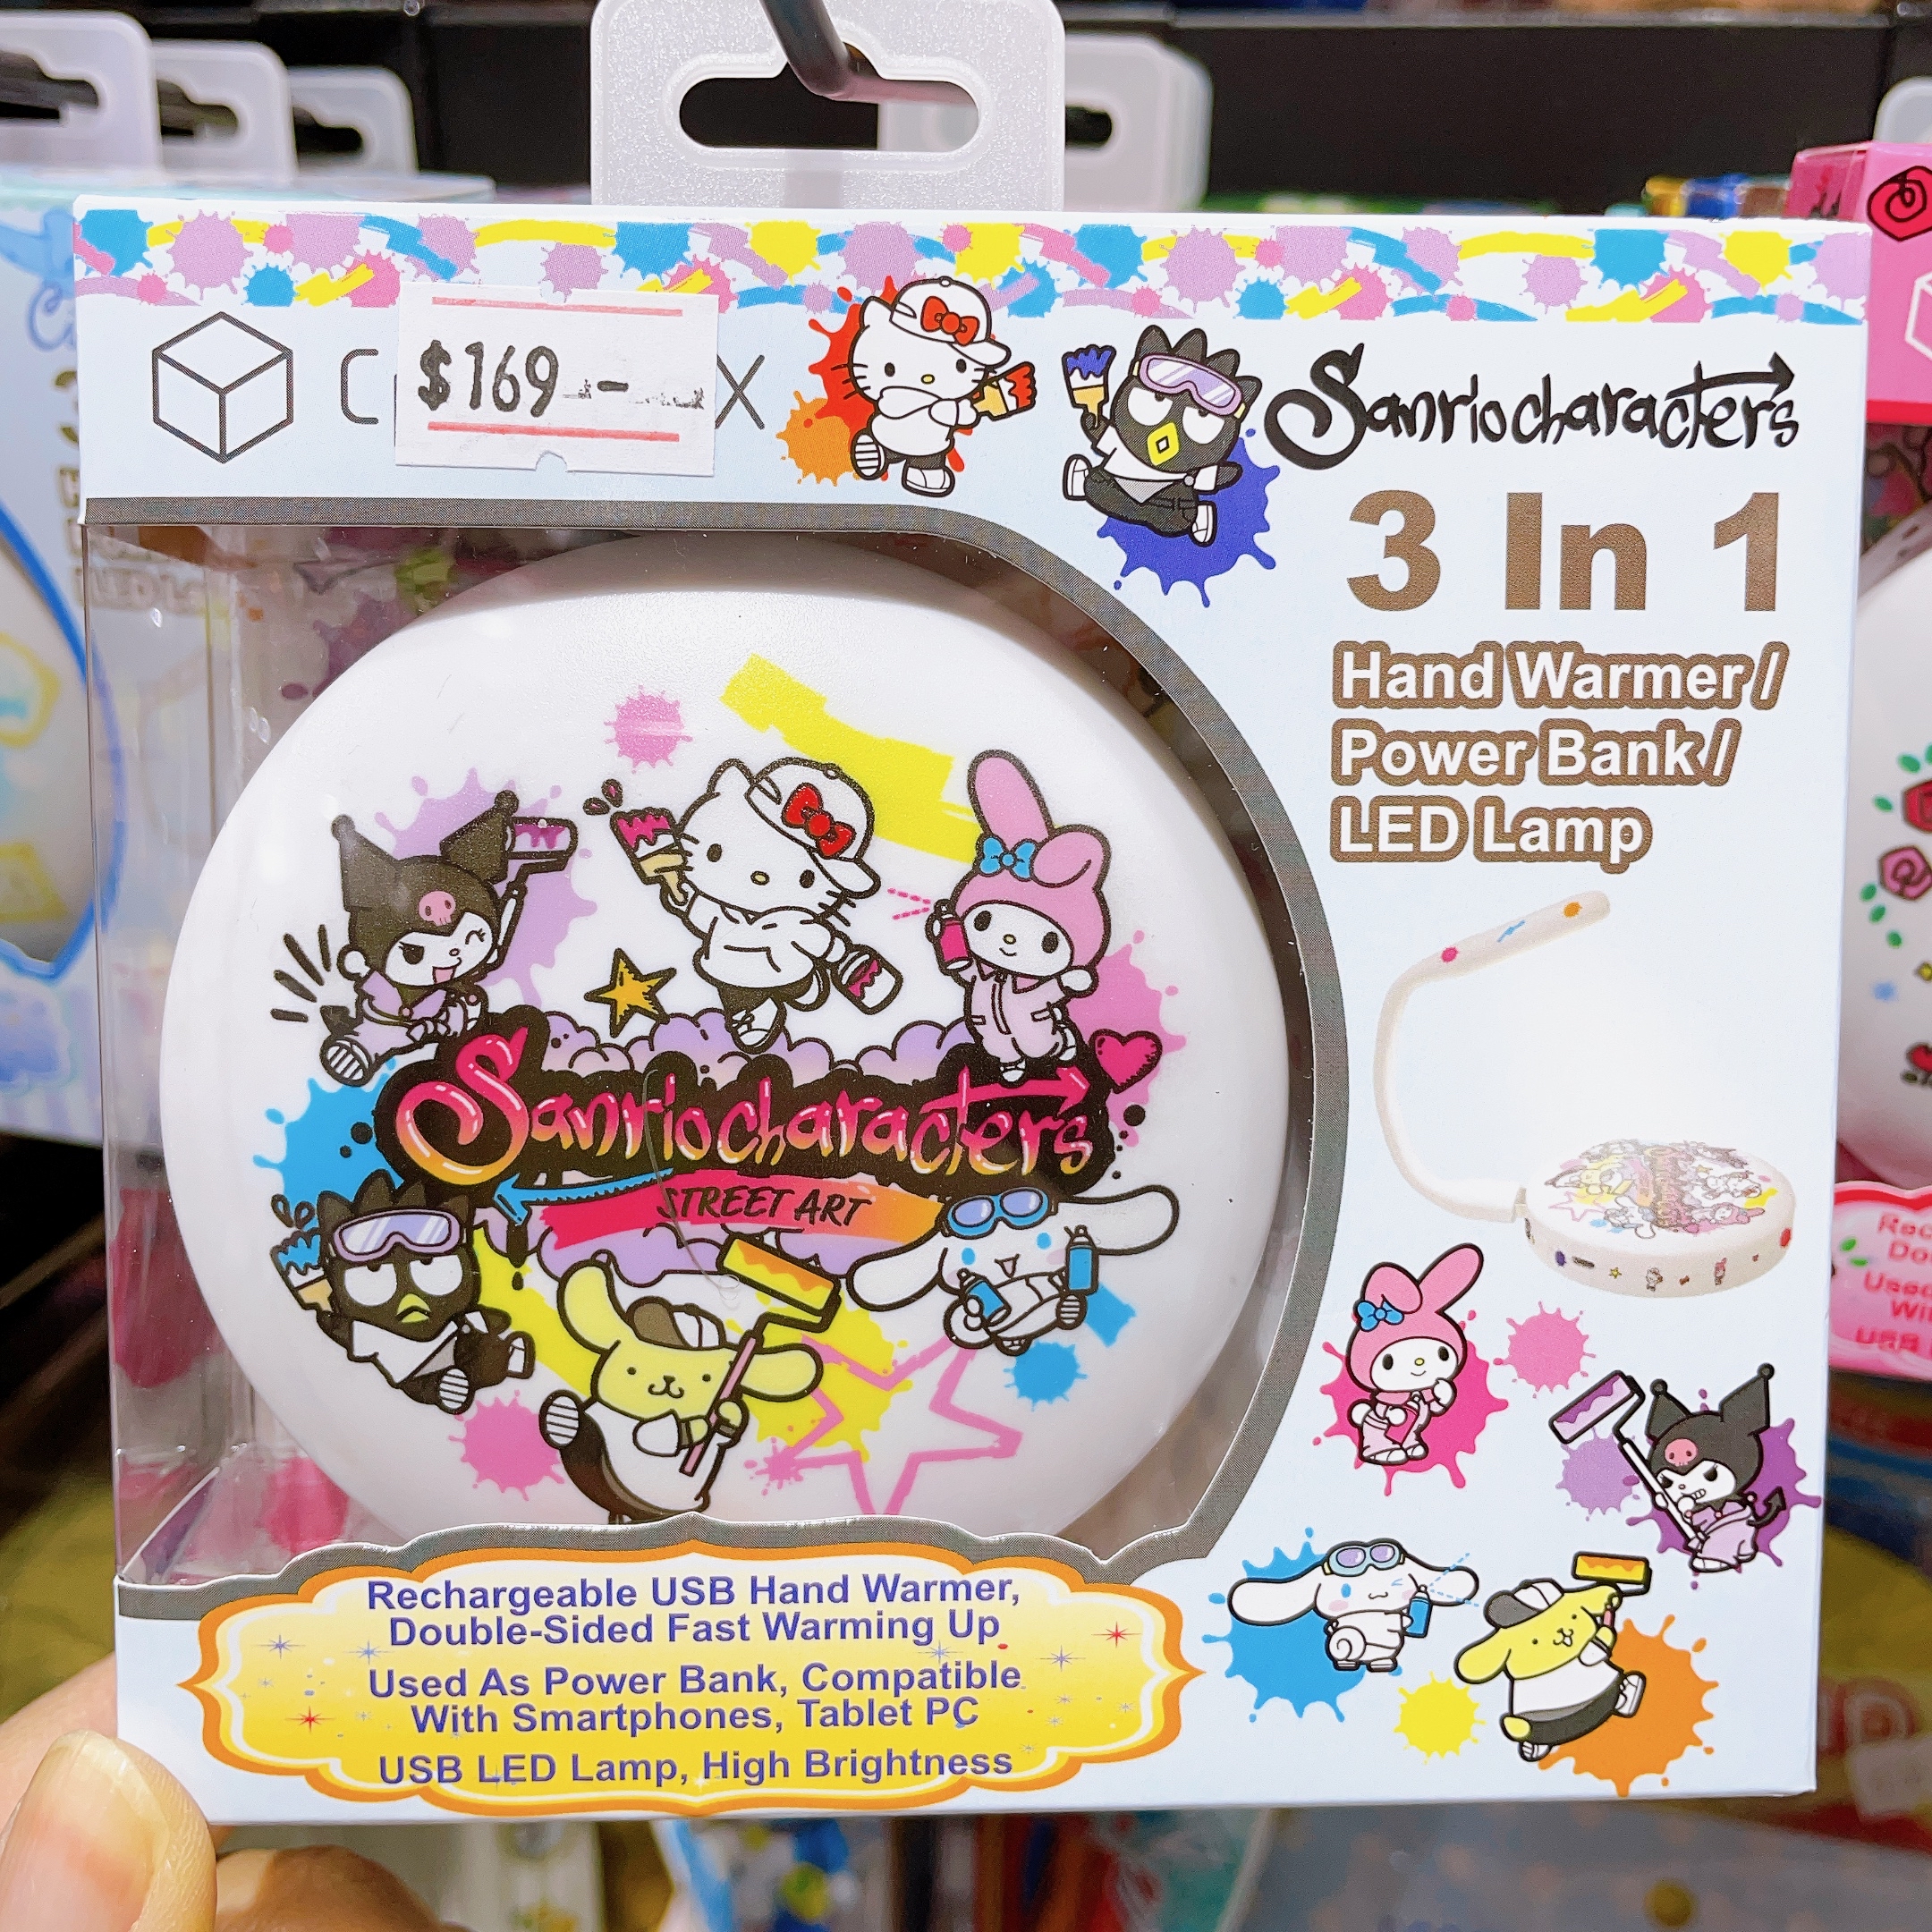 $169 -
Sanriocharacters
3 In 1
Hand Warmer /
Power Bank /
LED Lamp
Sanriocharacters
STREET ART
Rechargeable USB Hand Warmer,
Double-Sided Fast Warming Up
Used As Power Bank, Compatible
With Smartphones, Tablet PC
USB LED Lamp, High Brightness